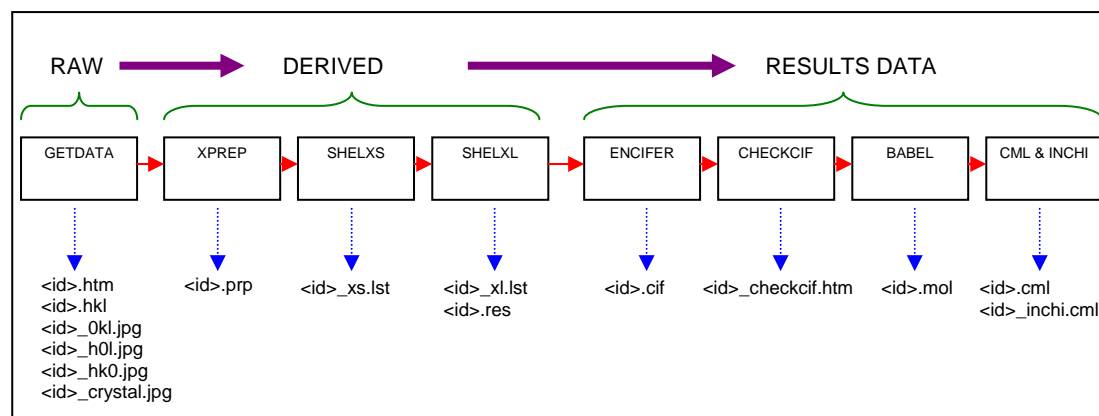 RAW
DERIVED
RESULTS DATA
GETDATA
XPREP
SHELXS
SHELXL
ENCIFER
CHECKCIF
BABEL
CML & INCHI
<id>.htm
<id>.hkl
<id>_0kl.jpg
<id>_h0l.jpg
<id>_hk0.jpg
<id>_crystal.jpg
<id>.prp
<id>_xs.lst
<id>_xl.lst
<id>.res
<id>.cif
<id>_checkcif.htm
<id>.mol
<id>.cml
<id>_inchi.cml